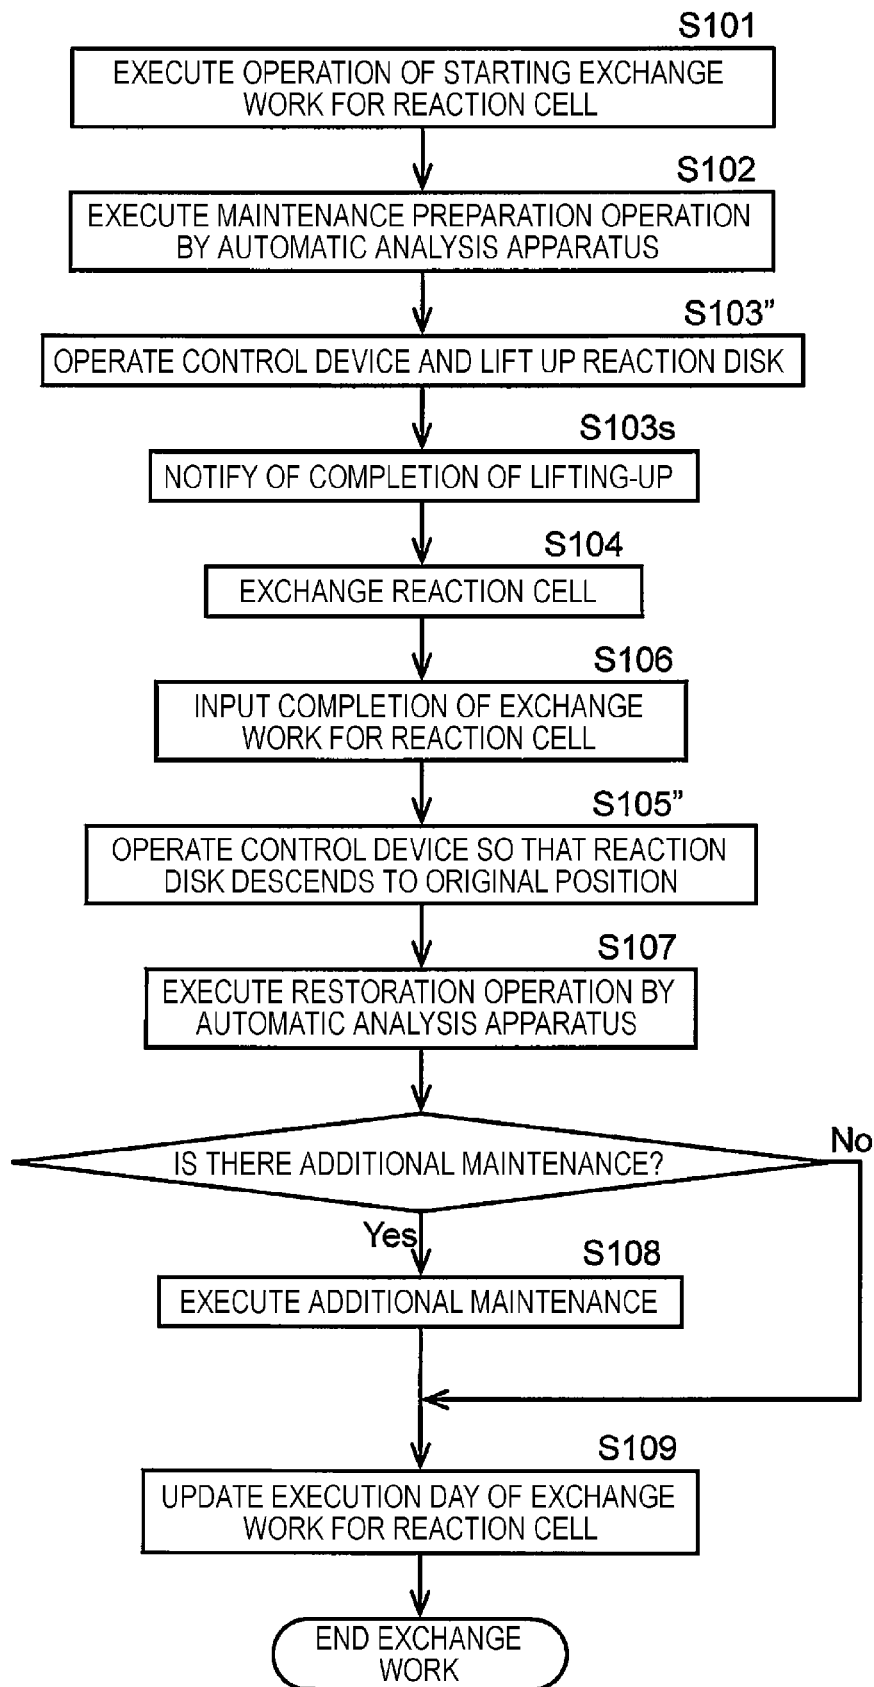 S101
EXECUTE OPERATION OF STARTING EXCHANGE
WORK FOR REACTION CELL
S102
EXECUTE MAINTENANCE PREPARATION OPERATION
BY AUTOMATIC ANALYSIS APPARATUS
S103”
OPERATE CONTROL DEVICE AND LIFT UP REACTION DISK
S103s
NOTIFY OF COMPLETION OF LIFTING-UP
S104
EXCHANGE REACTION CELL
S106
INPUT COMPLETION OF EXCHANGE
WORK FOR REACTION CELL
S105”
OPERATE CONTROL DEVICE SO THAT REACTION
DISK DESCENDS TO ORIGINAL POSITION
S107
EXECUTE RESTORATION OPERATION BY
AUTOMATIC ANALYSIS APPARATUS
No
IS THERE ADDITIONAL MAINTENANCE?
Yes
S108
EXECUTE ADDITIONAL MAINTENANCE
S109
UPDATE EXECUTION DAY OF EXCHANGE
WORK FOR REACTION CELL
END EXCHANGE
WORK